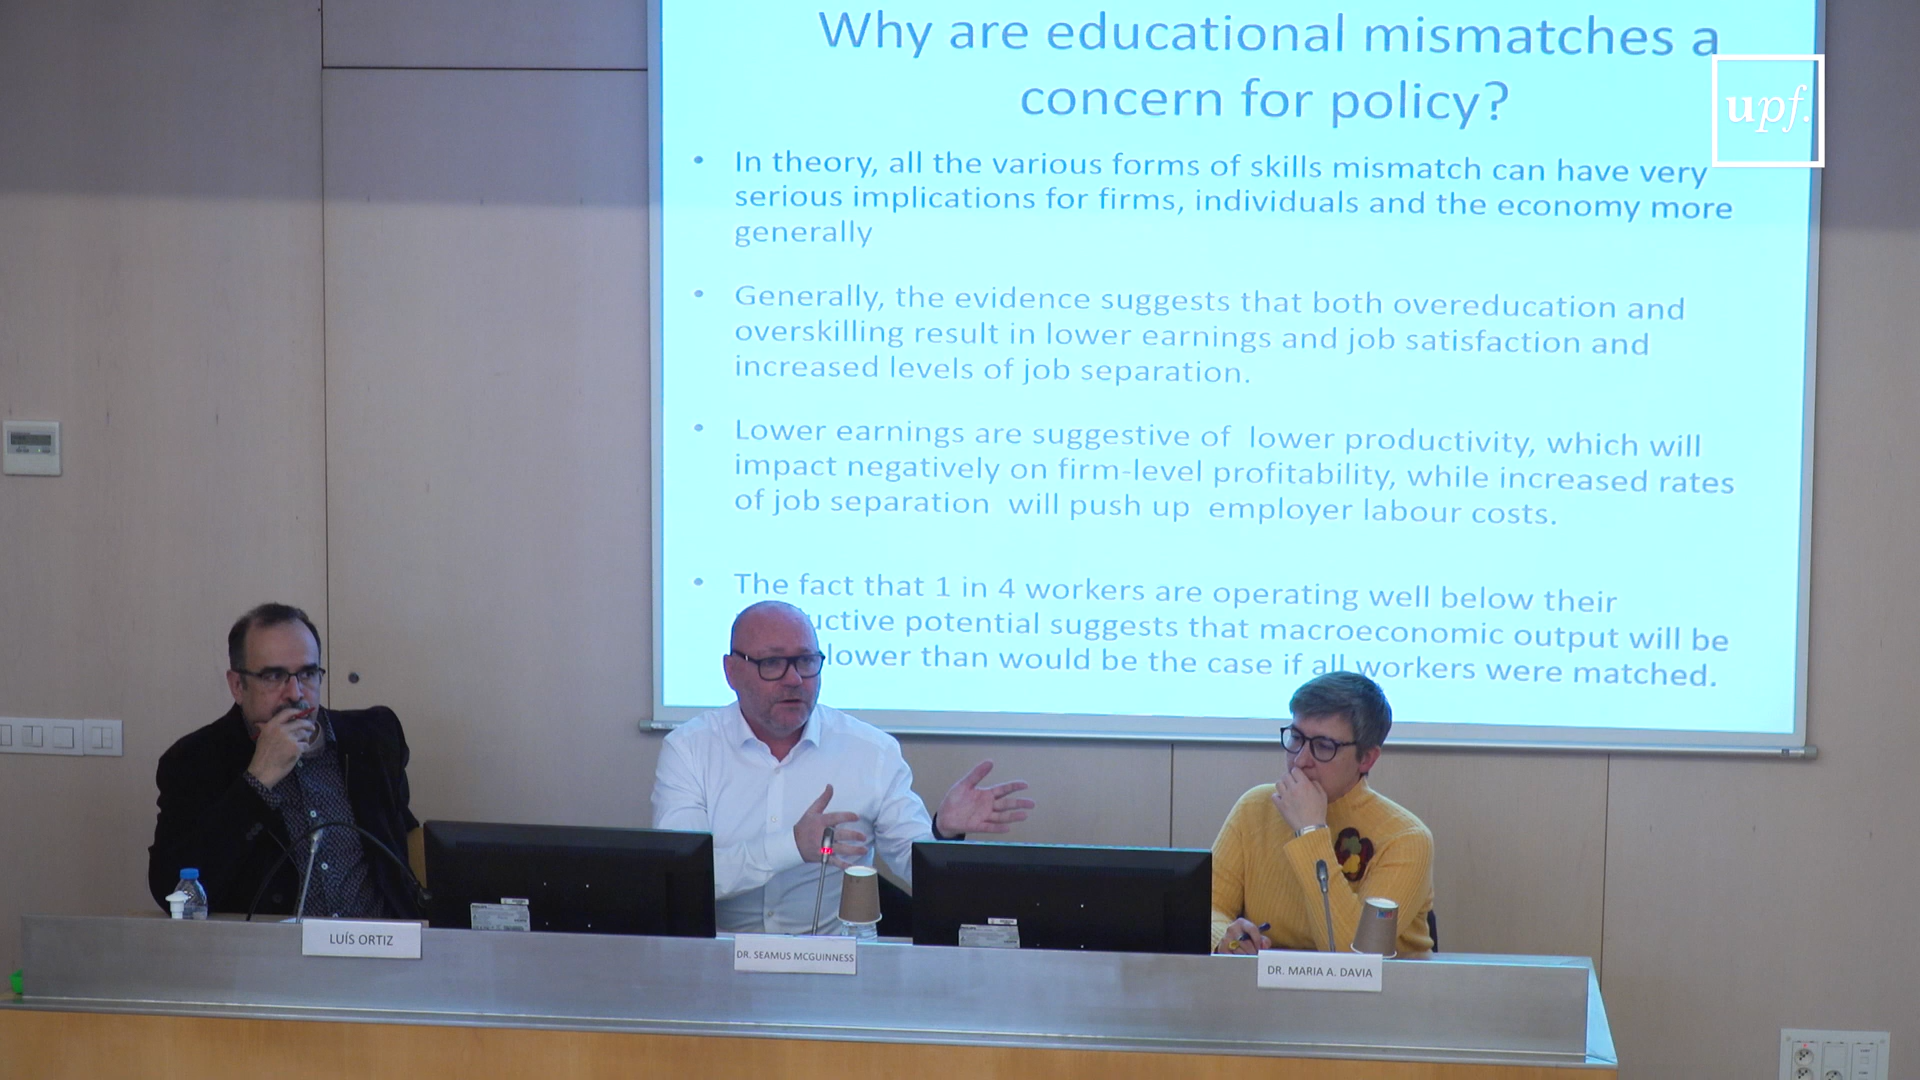 Why are educational mismatches a
concern for policy?
upf.
• In theory, all the various forms of skills mismatch can have very
serious implications for firms, individuals and the economy more
generally
• Generally, the evidence suggests that both overeducation and
overskilling result in lower earnings and job satisfaction and
increased levels of job separation.
• Lower earnings are suggestive of lower productivity, which will
impact negatively on firm-level profitability, while increased rates
of job separation will push up employer labour costs.
• The fact that 1 in 4 workers are operating well below their
uctive potential suggests that macroeconomic output will be
lower than would be the case if all workers were matched.
LUÍS ORTIZ
DR. SEAMUS MCGUINNESS
DR. MARIA A. DAVIA